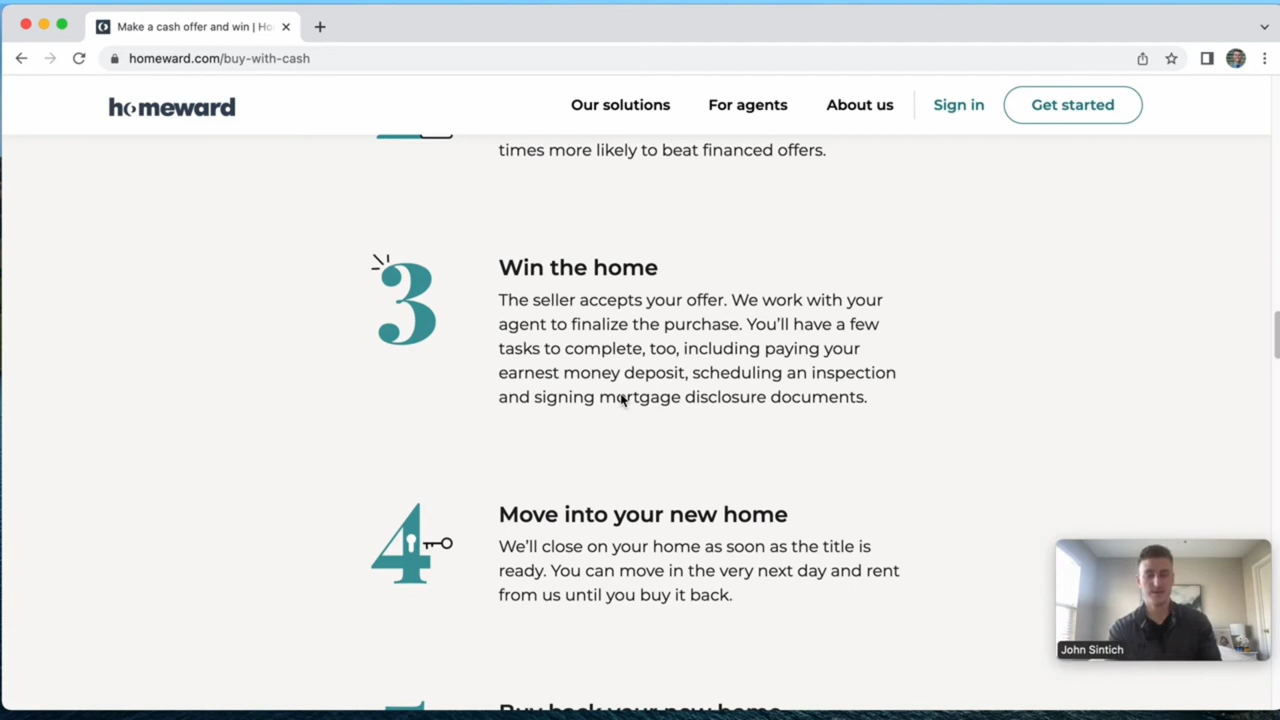 Make a cash offer and win | Ho
homeward.com/buy-with-cash
homeward
Our solutions
For agents
About us
Sign in
Get started
times more likely to beat financed offers.
3
Win the home
The seller accepts your offer. We work with your
agent to finalize the purchase. You’ll have a few
tasks to complete, too, including paying your
earnest money deposit, scheduling an inspection
and signing mortgage disclosure documents.
4
Move into your new home
We’ll close on your home as soon as the title is
ready. You can move in the very next day and rent
from us until you buy it back.
Buy back your new home
John Sintich